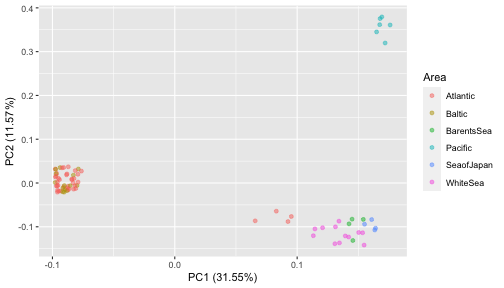 0.4
0.3
0.2
0.1
0.0
-0.1
PC2 (11.57%)
-0.1
0.0
0.1
PC1 (31.55%)
Area
Atlantic
Baltic
BarentsSea
Pacific
SeaofJapan
WhiteSea